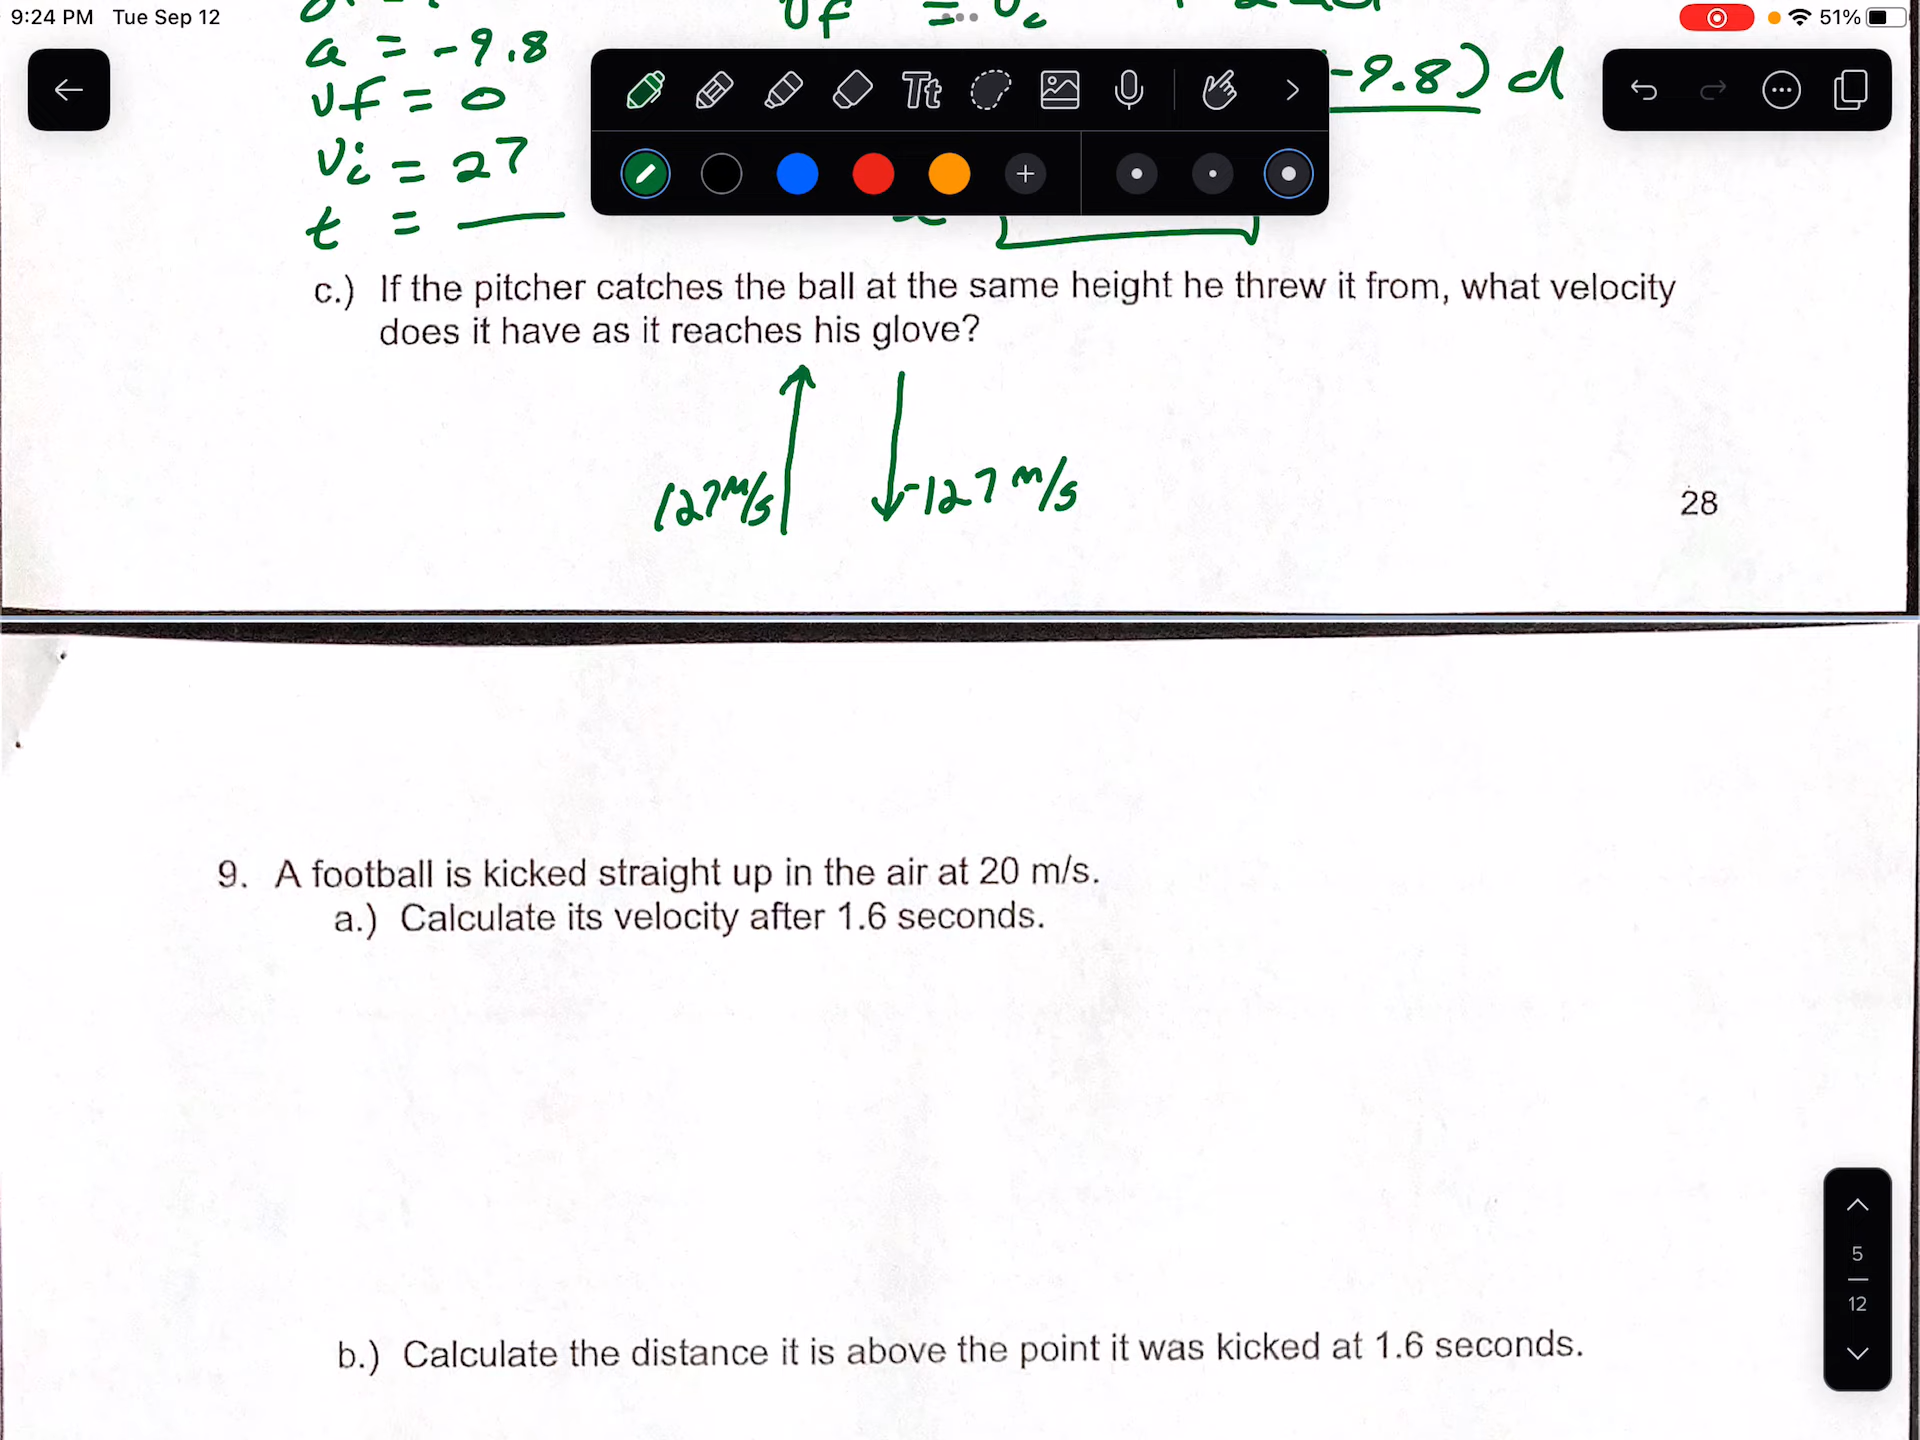 9:24 PM Tue Sep 12
51%
a = -9.8
-9.8) d
vf = 0
Tt
vi = 27
t =
c.) If the pitcher catches the ball at the same height he threw it from, what velocity
does it have as it reaches his glove?
127 m/s
-127 m/s
28
9. A football is kicked straight up in the air at 20 m/s.
a.) Calculate its velocity after 1.6 seconds.
5
12
b.) Calculate the distance it is above the point it was kicked at 1.6 seconds.